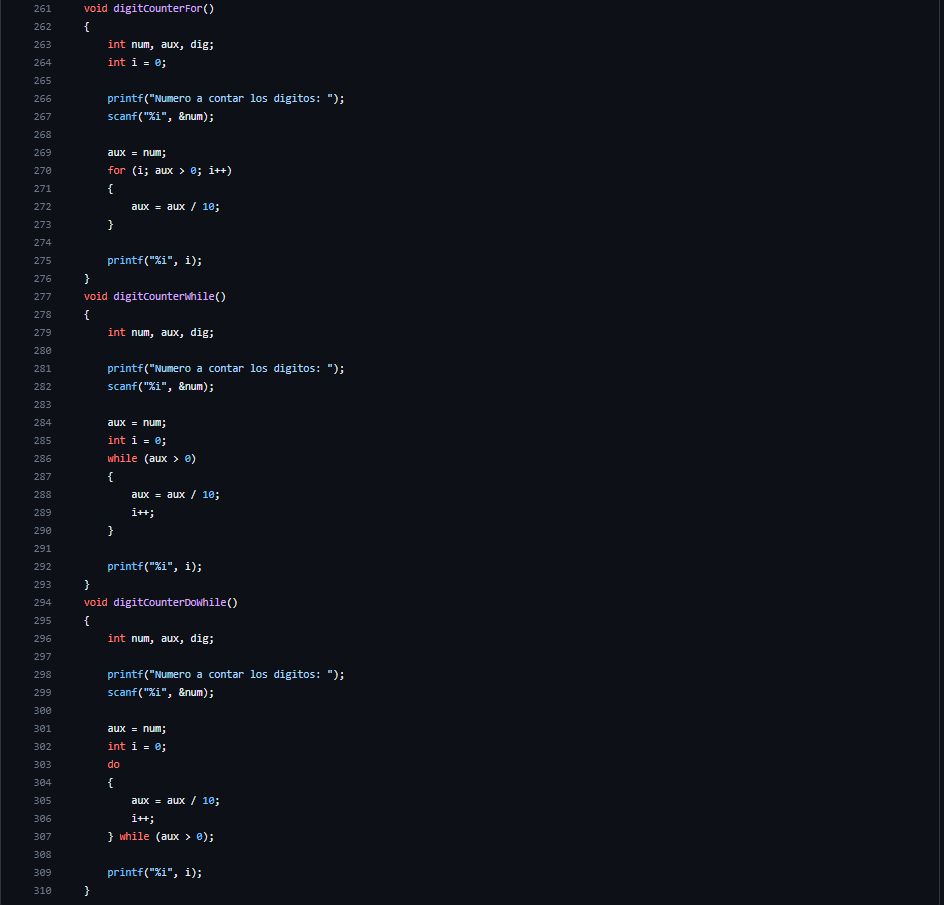 261 void digitCounterFor()
262 {
263 int num, aux, dig;
264 int i = 0;
265
266 printf("Numero a contar los digitos: ");
267 scanf("%i", &num);
268
269 aux = num;
270 for (i; aux > 0; i++)
271 {
272 aux = aux / 10;
273 }
274
275 printf("%i", i);
276 }
277 void digitCounterWhile()
278 {
279 int num, aux, dig;
280
281 printf("Numero a contar los digitos: ");
282 scanf("%i", &num);
283
284 aux = num;
285 int i = 0;
286 while (aux > 0)
287 {
288 aux = aux / 10;
289 i++;
290 }
291
292 printf("%i", i);
293 }
294 void digitCounterDoWhile()
295 {
296 int num, aux, dig;
297
298 printf("Numero a contar los digitos: ");
299 scanf("%i", &num);
300
301 aux = num;
302 int i = 0;
303 do
304 {
305 aux = aux / 10;
306 i++;
307 } while (aux > 0);
308
309 printf("%i", i);
310 }